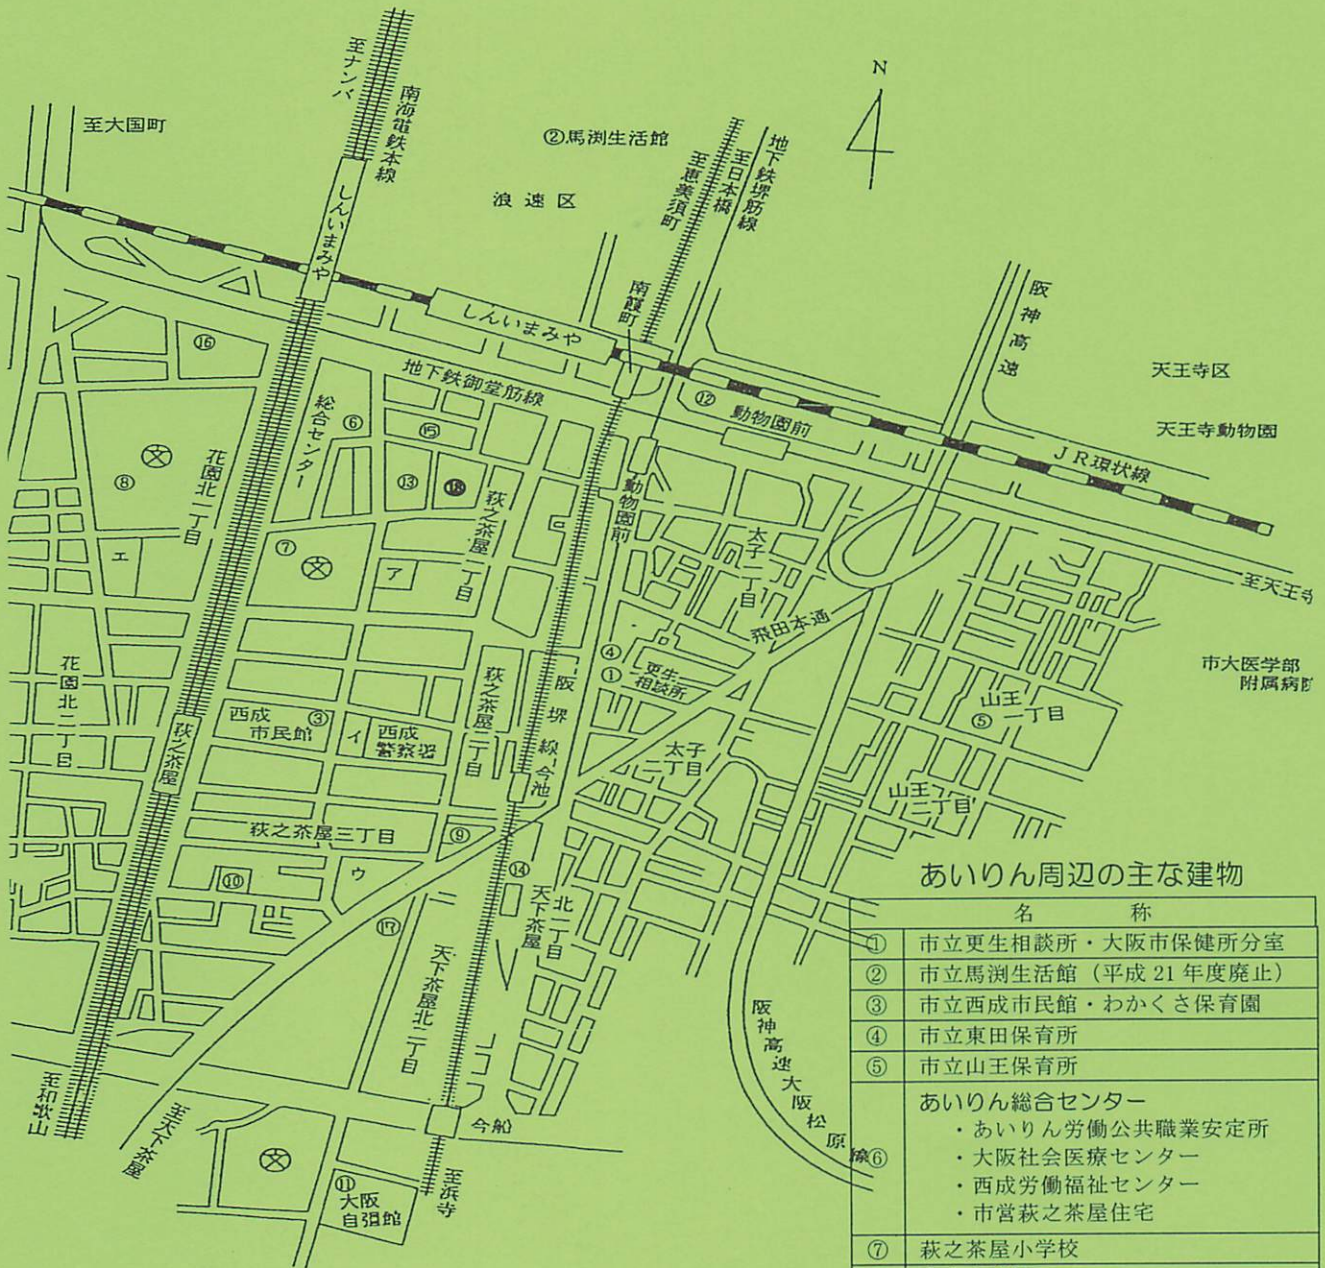 至ナンバ
南海電鉄本線
至大国町
②馬渕生活館
浪速区
至恵美須町
至日本橋
地下鉄堺筋線
N
しんいまみや
しんいまみや
南霞町
阪神高速
天王寺区
天王寺動物園
地下鉄御堂筋線
⑫
動物園前
JR環状線
至天王寺
⑯
総合センター
⑥
⑮
⑬
⑱
⑧
文
花園北一丁目
エ
⑦
文
ア
萩之茶屋一丁目
動物園前
太子一丁目
飛田本通
市大医学部
附属病院
花園北二丁目
④
①
更生
相談所
山王
一丁目
⑤
西成
市民館
③
イ
西成
警察署
萩之茶屋二丁目
阪堺線
今池
太子
二丁目
山王
二丁目
萩之茶屋
萩之茶屋三丁目
⑨
⑩
ウ
⑭
天下茶屋
北一丁目
⑰
天下茶屋北二丁目
阪神高速大阪松原線
至和歌山
至天下茶屋
今船
至浜寺
文
⑪
大阪
自彊館
あいりん周辺の主な建物
名 称
① 市立更生相談所・大阪市保健所分室
② 市立馬渕生活館（平成21年度廃止）
③ 市立西成市民館・わかくさ保育園
④ 市立東田保育所
⑤ 市立山王保育所
⑥ あいりん総合センター
・あいりん労働公共職業安定所
・大阪社会医療センター
・西成労働福祉センター
・市営萩之茶屋住宅
⑦ 萩之茶屋小学校